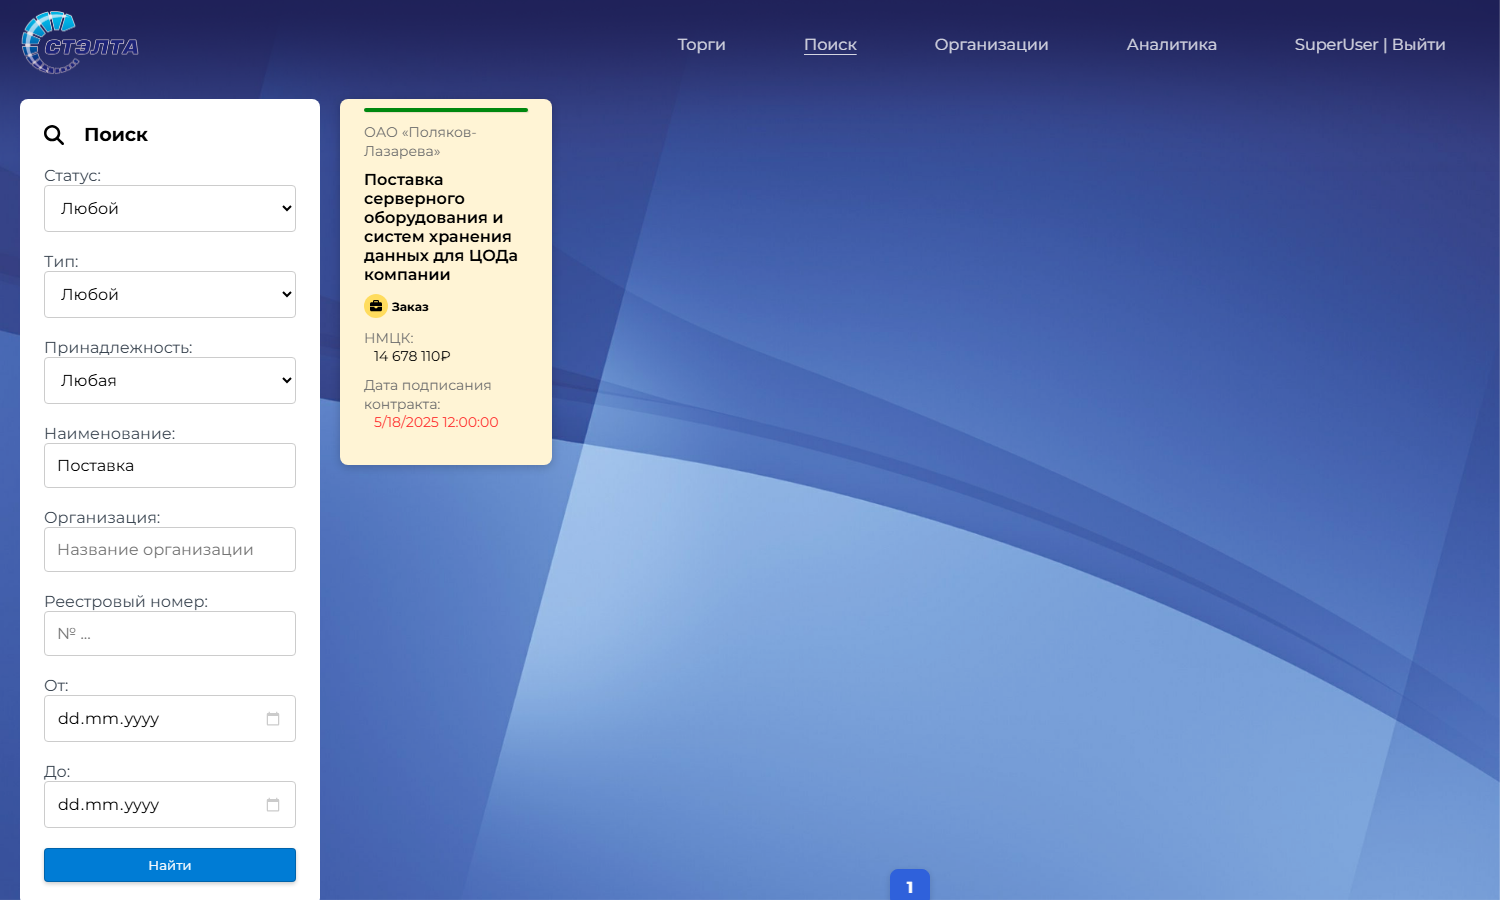 СТЭЛТА
Торги
Поиск
Организации
Аналитика
SuperUser | Выйти
Поиск
Статус:
Любой
Тип:
Любой
Принадлежность:
Любая
Наименование:
Поставка
Организация:
Название организации
Реестровый номер:
№ ...
От:
dd.mm.yyyy
До:
dd.mm.yyyy
Найти
ОАО «Поляков-
Лазарева»
Поставка
серверного
оборудования и
систем хранения
данных для ЦОДа
компании
Заказ
НМЦК:
14 678 110₽
Дата подписания
контракта:
5/18/2025 12:00:00
1